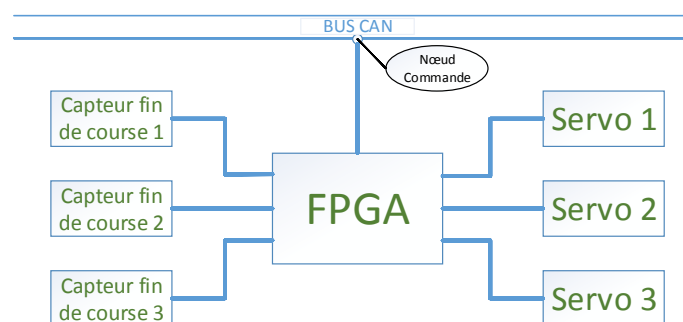 BUS CAN
Nœud
Commande
Capteur fin
de course 1
Servo 1
Capteur fin
de course 2
FPGA
Servo 2
Capteur fin
de course 3
Servo 3